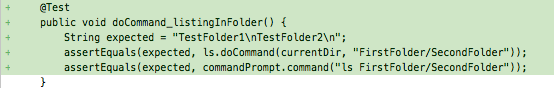 + @Test
+ public void doCommand_listingInFolder() {
+ String expected = "TestFolder1\nTestFolder2\n";
+ assertEquals(expected, ls.doCommand(currentDir, "FirstFolder/SecondFolder"));
+ assertEquals(expected, commandPrompt.command("ls FirstFolder/SecondFolder"));
+ }